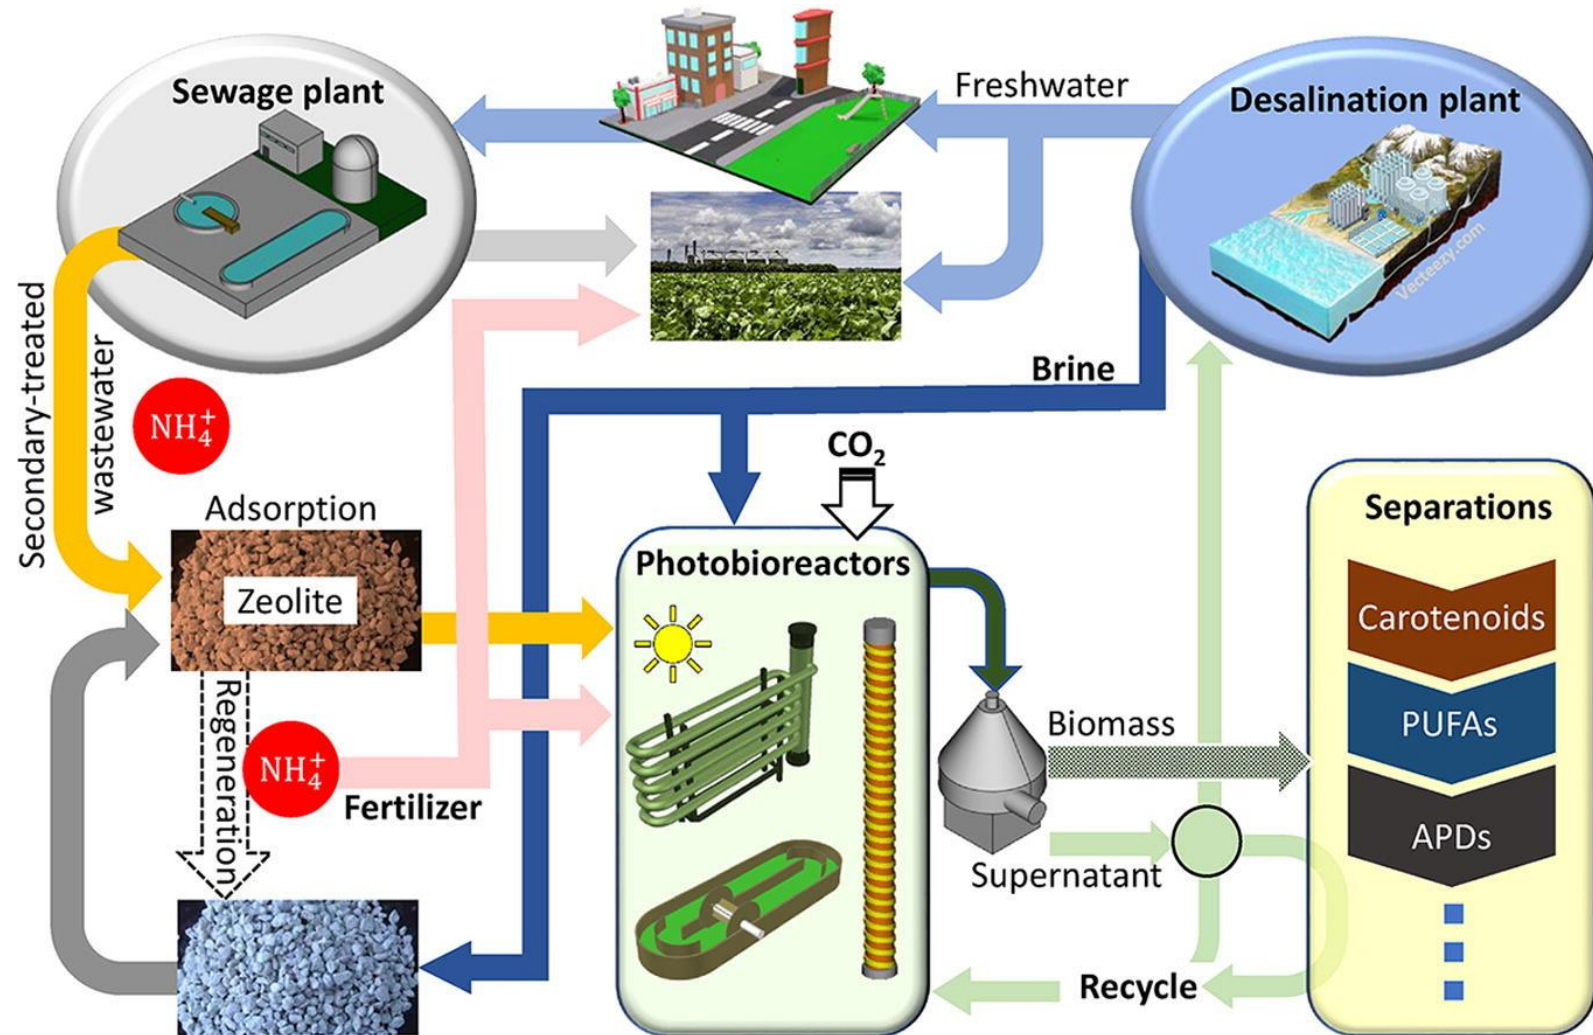 Sewage plant
Freshwater
Desalination plant
Vecteezy.com
Secondary-treated
wastewater
NH₄⁺
Brine
CO₂
Adsorption
Zeolite
Regeneration
NH₄⁺
Fertilizer
Photobioreactors
Biomass
Supernatant
Recycle
Separations
Carotenoids
PUFAs
APDs